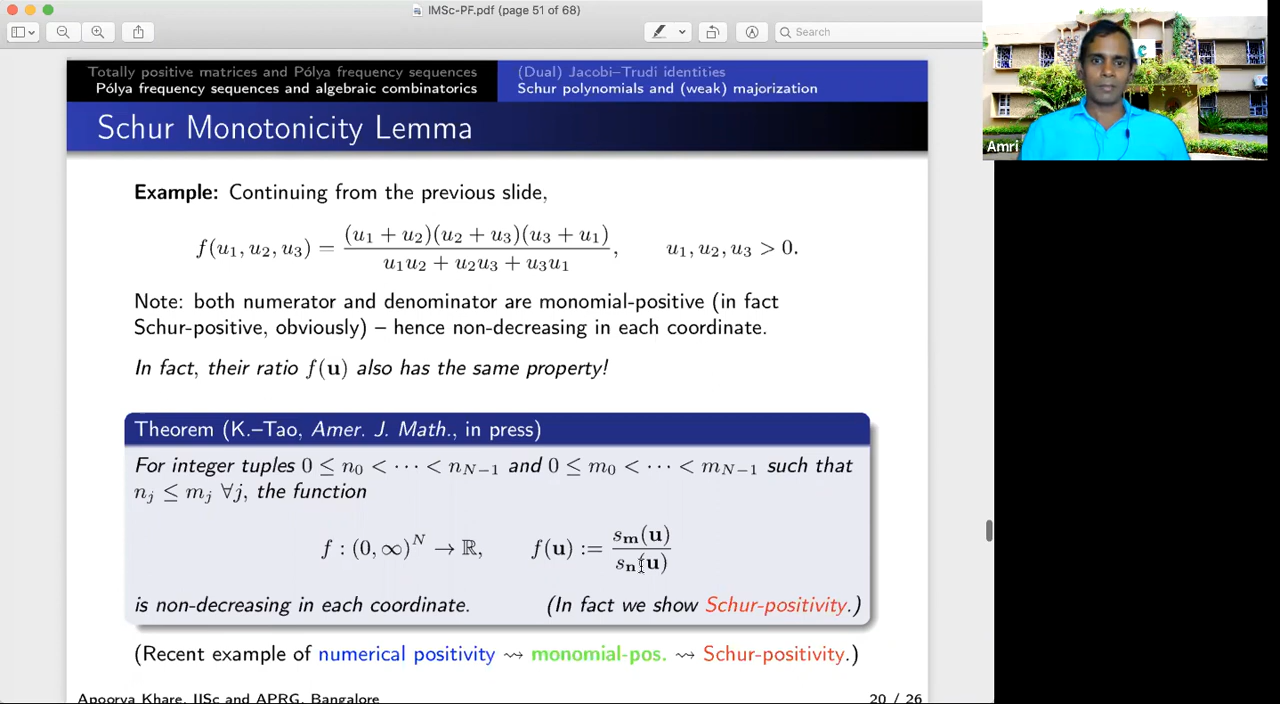 IMSc-PF.pdf (page 51 of 68)
Search
Totally positive matrices and Pólya frequency sequences
Pólya frequency sequences and algebraic combinatorics
(Dual) Jacobi–Trudi identities
Schur polynomials and (weak) majorization
Schur Monotonicity Lemma
Example: Continuing from the previous slide,
f(u₁, u₂, u₃) = (u₁ + u₂)(u₂ + u₃)(u₃ + u₁) / u₁u₂ + u₂u₃ + u₃u₁ , u₁, u₂, u₃ > 0.
Note: both numerator and denominator are monomial-positive (in fact
Schur-positive, obviously) – hence non-decreasing in each coordinate.
In fact, their ratio f(u) also has the same property!
Theorem (K.–Tao, Amer. J. Math., in press)
For integer tuples 0 ≤ n₀ < ⋯ < n_{N−1} and 0 ≤ m₀ < ⋯ < m_{N−1} such that
n_j ≤ m_j ∀j, the function
f : (0, ∞)^N → ℝ, f(u) := s_m(u) / s_n(u)
is non-decreasing in each coordinate. (In fact we show Schur-positivity.)
(Recent example of numerical positivity ⇝ monomial-pos. ⇝ Schur-positivity.)
Apoorva Khare, IISc and APRG, Bangalore
20 / 26
Amri